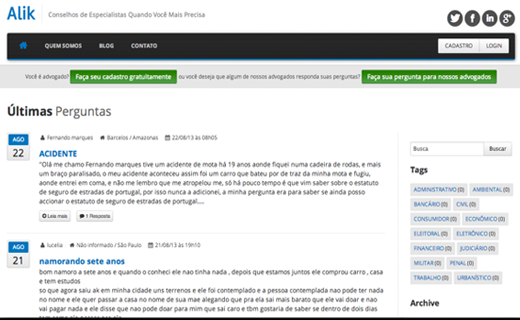 Alik
Conselhos de Especialistas Quando Você Mais Precisa
QUEM SOMOS BLOG CONTATO CADASTRO LOGIN
Você é advogado? Faça seu cadastro gratuitamente ou você deseja que algum de nossos advogados responda suas perguntas? Faça sua pergunta para nossos advogados
Últimas Perguntas
AGO
22
Fernando marques Barcelos / Amazonas 22/08/13 às 08h05
ACIDENTE
"Olá me chamo Fernando marques tive um acidente de mota há 19 anos aonde fiquei numa cadeira de rodas, e mais
um braço paralisado, o meu acidente aconteceu assim foi um carro que bateu por de traz da minha mota e fugiu,
aonde entrei em coma, e não me lembro que me atropelou me, só há pouco tempo é que vim saber sobre o estatuto
de seguro de estradas de portugal, por isso nunca a adicionei, a minha pergunta era para saber se ainda posso
accionar o estatuto de seguro de estradas de portugal....
Leia mais 1 Resposta
AGO
21
lucelia Não informado / São Paulo 21/08/13 às 19h10
namorando sete anos
bom namoro a sete anos e quando o conheci ele nao tinha nada , depois que estamos juntos ele comprou carro , casa
e tem estudos
so que agora saiu ak em minha cidade uns terrenos e ele foi contemplado e a pessoa contemplada nao pode ter nada
no nome e ele quer passar a casa no nome de sua mae alegando que pra ela sai mais barato que ele vai doar e nao
vai pagar nada e ele disse que nao pode doar para mim que sai caro e tbm gostaria de saber se dentro de dois dias
Busca Buscar
Tags
ADMINISTRATIVO (0) AMBIENTAL (0)
BANCÁRIO (0) CIVIL (0)
CONSUMIDOR (0) ECONÔMICO (0)
ELEITORAL (0) ELETRÔNICO (0)
FINANCEIRO (0) JUDICIÁRIO (0)
MILITAR (0) PENAL (0)
TRABALHO (0) URBANÍSTICO (0)
Archive